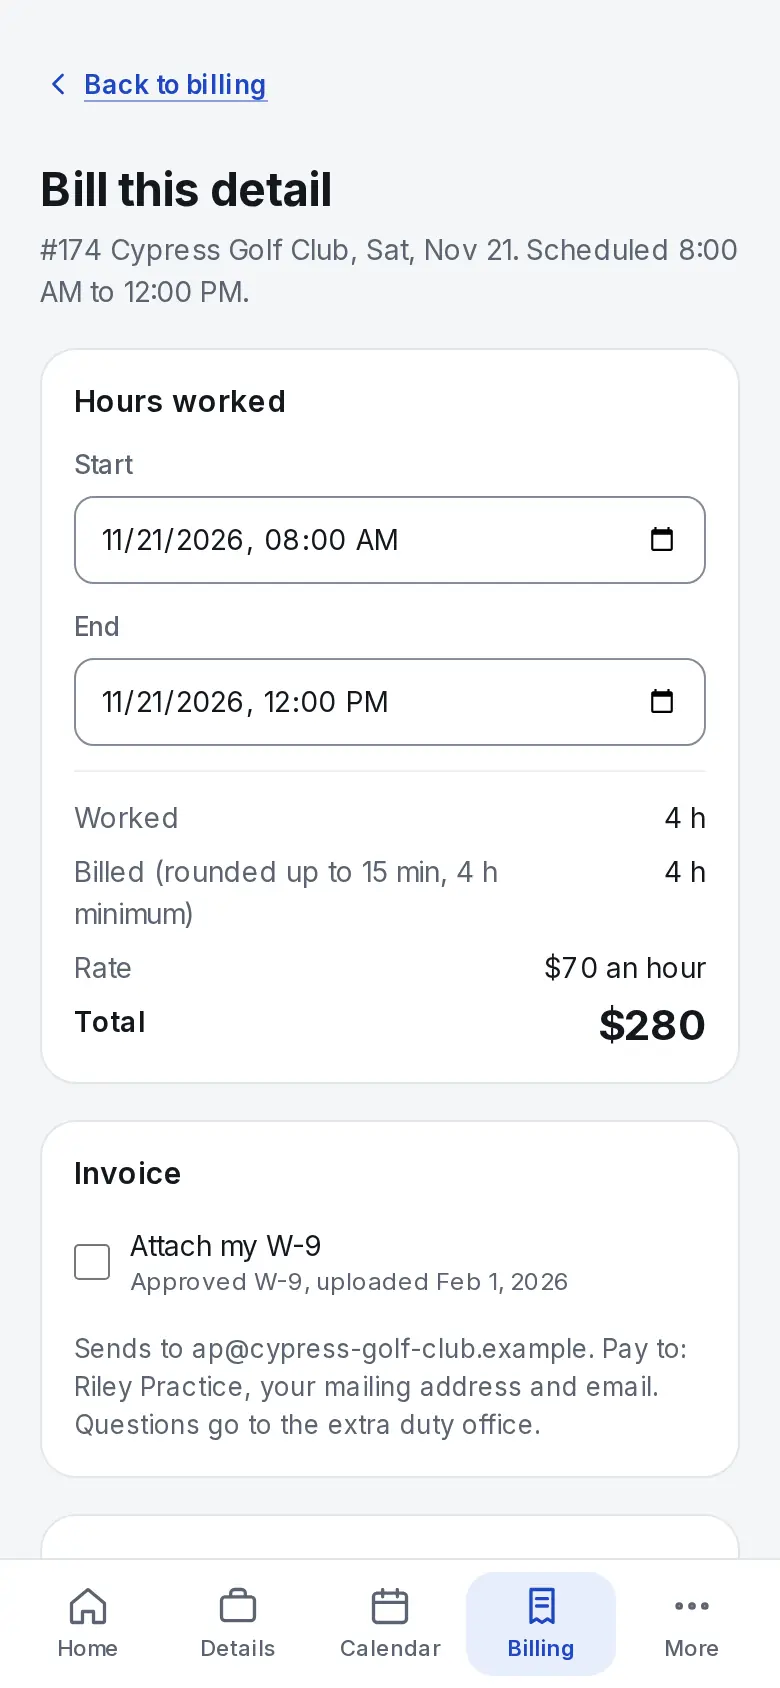 Back to billing
Bill this detail
#174 Cypress Golf Club, Sat, Nov 21. Scheduled 8:00
AM to 12:00 PM.
Hours worked
Start
11/21/2026, 08:00 AM
End
11/21/2026, 12:00 PM
Worked 4 h
Billed (rounded up to 15 min, 4 h 4 h
minimum)
Rate $70 an hour
Total $280
Invoice
Attach my W-9
Approved W-9, uploaded Feb 1, 2026
Sends to ap@cypress-golf-club.example. Pay to:
Riley Practice, your mailing address and email.
Questions go to the extra duty office.
Home Details Calendar Billing More